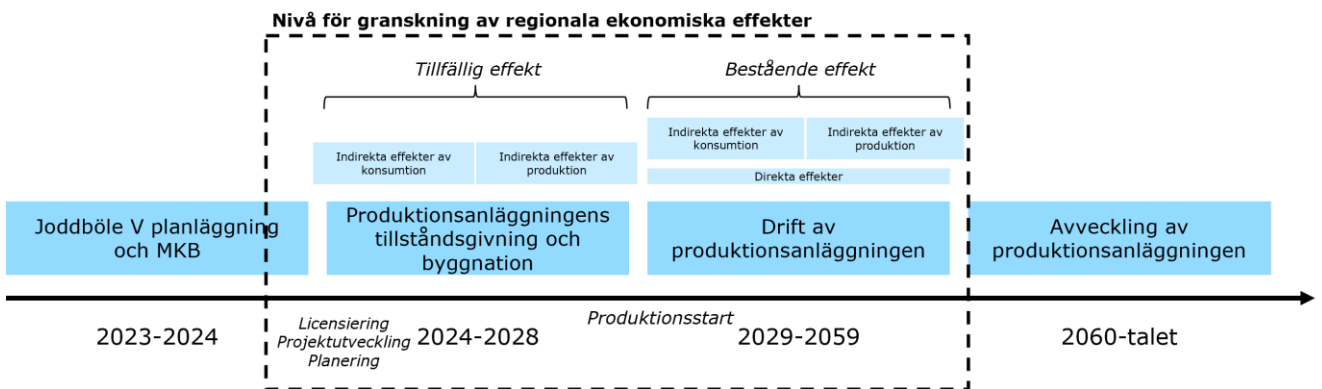 Nivå för granskning av regionala ekonomiska effekter
Tillfällig effekt
Bestående effekt
Indirekta effekter av
konsumtion
Indirekta effekter av
produktion
Indirekta effekter av
konsumtion
Indirekta effekter av
produktion
Direkta effekter
Joddböle V planläggning
och MKB
Produktionsanläggningens
tillståndsgivning och
byggnation
Drift av
produktionsanläggningen
Avveckling av
produktionsanläggningen
2023-2024
Licensiering
Projektutveckling
Planering
2024-2028
Produktionsstart
2029-2059
2060-talet